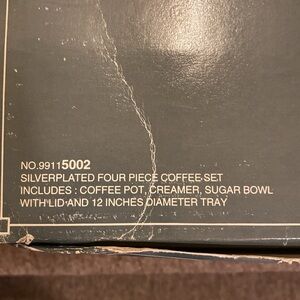 NO.99115002
SILVERPLATED FOUR PIECE COFFEE SET
INCLUDES : COFFEE POT, CREAMER, SUGAR BOWL
WITH LID AND 12 INCHES DIAMETER TRAY